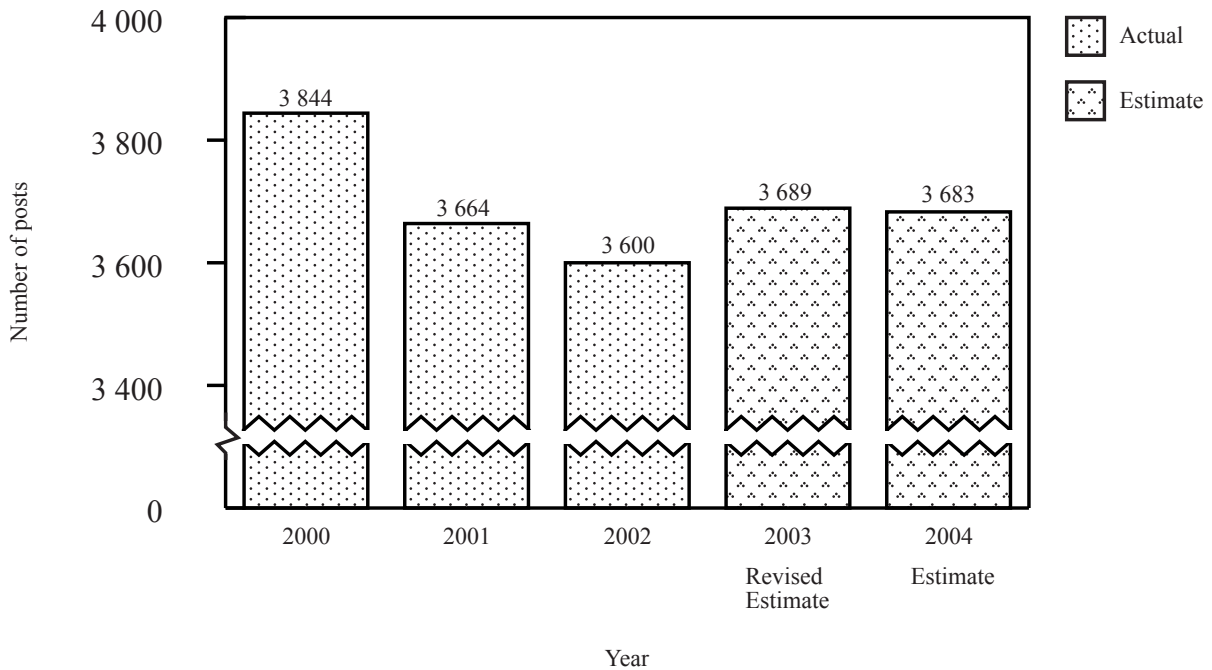 4 000
3 800
3 600
3 400
0
Number of posts
3 844
3 664
3 600
3 689
3 683
2000
2001
2002
2003
2004
Revised
Estimate
Estimate
Year
Actual
Estimate